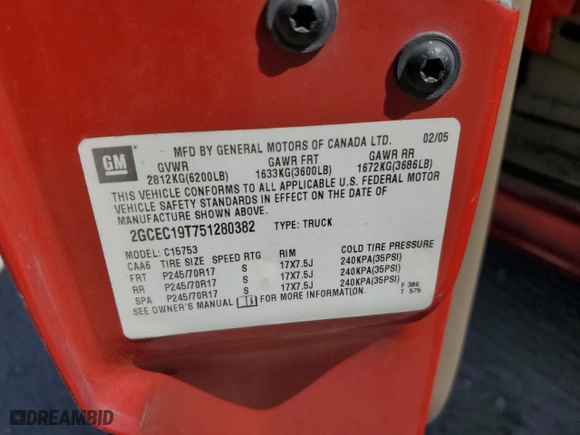 GM
MFD BY GENERAL MOTORS OF CANADA LTD. 02/05
GVWR GAWR FRT GAWR RR
2812KG(6200LB) 1633KG(3600LB) 1672KG(3686LB)
THIS VEHICLE CONFORMS TO ALL APPLICABLE U.S. FEDERAL MOTOR
VEHICLE SAFETY STANDARDS IN EFFECT ON THE DATE OF
MANUFACTURE SHOWN ABOVE.
2GCEC19T751280382 TYPE: TRUCK
MODEL: C15753
CAA6 TIRE SIZE SPEED RTG RIM COLD TIRE PRESSURE
FRT P245/70R17 S 17X7.5J 240KPA(35PSI)
RR P245/70R17 S 17X7.5J 240KPA(35PSI)
SPA P245/70R17 S 17X7.5J 240KPA(35PSI)
SEE OWNER'S MANUAL FOR MORE INFORMATION.
F 386
T 575
DREAMBID